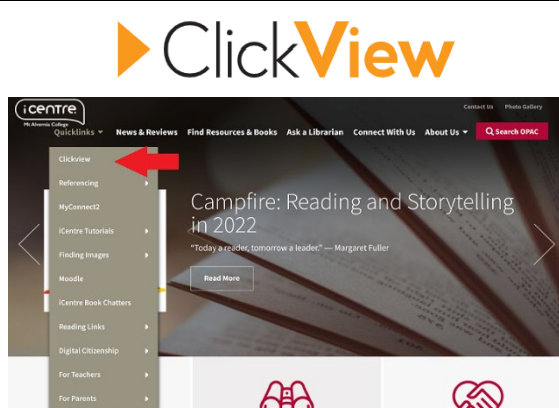 ClickView
iCENTRE
Mt Alvernia College
Contact Us Photo Gallery
Quicklinks News & Reviews Find Resources & Books Ask a Librarian Connect With Us About Us Search OPAC
Clickview
Referencing
MyConnect2
iCentre Tutorials
Finding Images
Moodle
iCentre Book Chatters
Reading Links
Digital Citizenship
For Teachers
For Parents
Campfire: Reading and Storytelling
in 2022
"Today a reader, tomorrow a leader." — Margaret Fuller
Read More